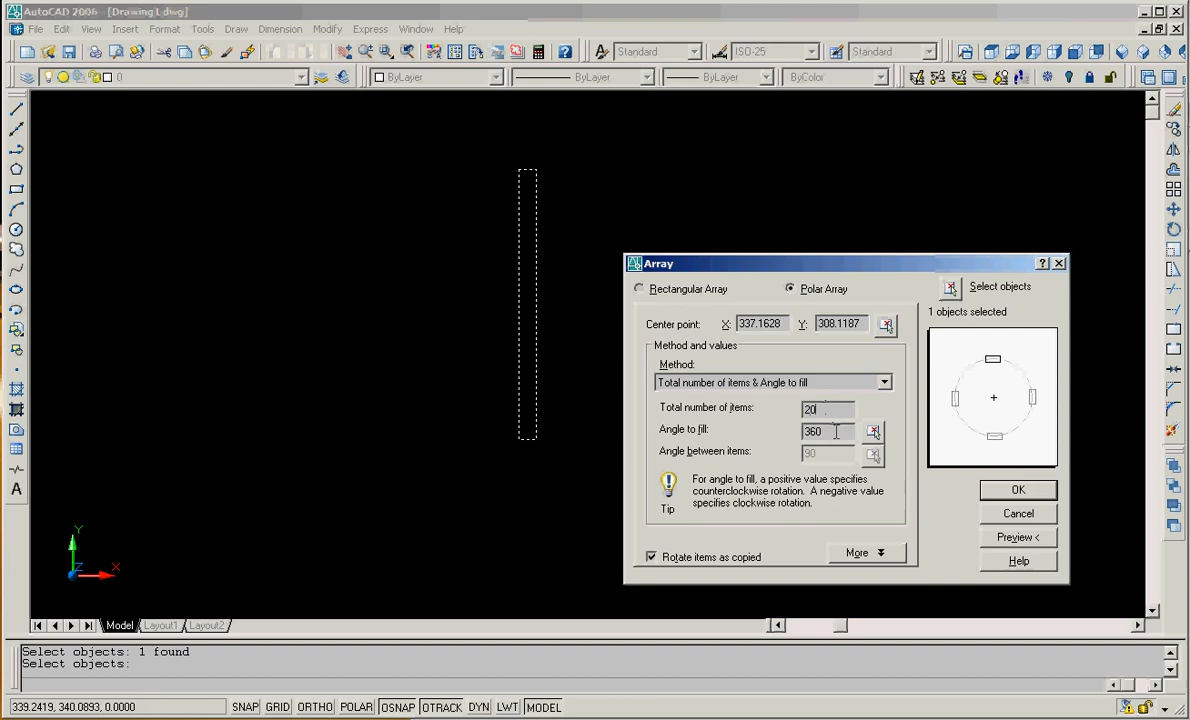 AutoCAD 2006 - [Drawing1.dwg]
File Edit View Insert Format Tools Draw Dimension Modify Express Window Help
Standard ISO-25 Standard
0 ByLayer ByLayer ByLayer ByColor
Array
Rectangular Array Polar Array Select objects
1 objects selected
Center point: X: 337.1628 Y: 308.1187
Method and values
Method:
Total number of items & Angle to fill
Total number of items: 20
Angle to fill: 360
Angle between items: 90
For angle to fill, a positive value specifies
counterclockwise rotation. A negative value
specifies clockwise rotation.
Tip
OK
Cancel
Preview <
Help
Rotate items as copied More
Y
Z X
Model Layout1 Layout2
Select objects: 1 found
Select objects:
339.2419, 340.0893, 0.0000 SNAP GRID ORTHO POLAR OSNAP OTRACK DYN LWT MODEL